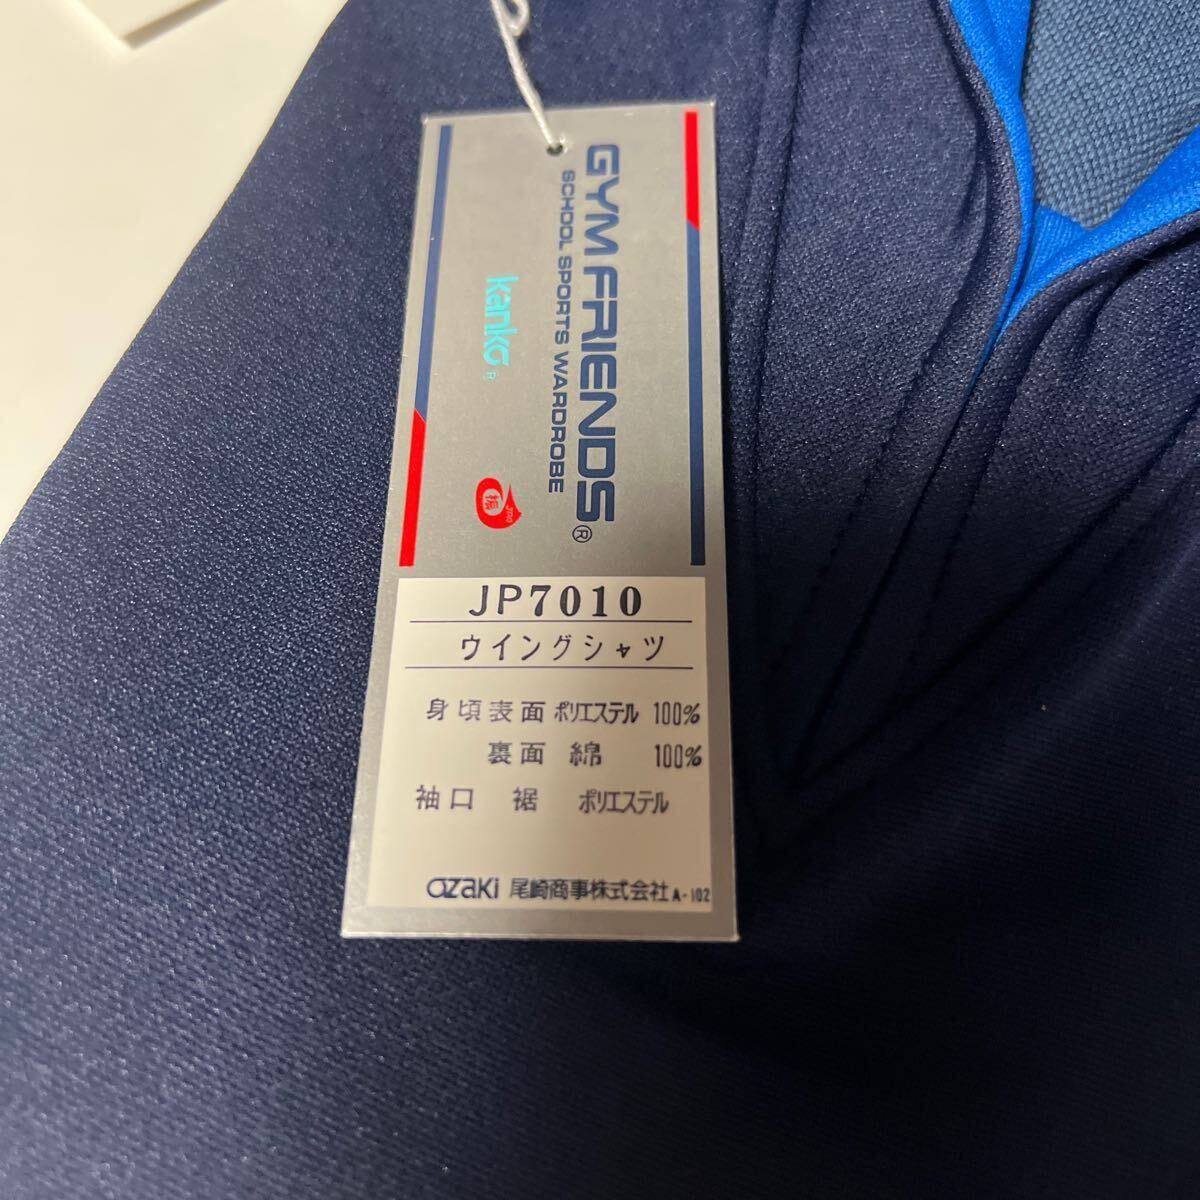 GYM FRIENDS®
SCHOOL SPORTS WARDROBE
kanko R
振
JP7010
ウイングシャツ
身頃表面 ポリエステル 100%
裏面 綿 100%
袖口 裾 ポリエステル
OZAKI 尾崎商事株式会社 A-102